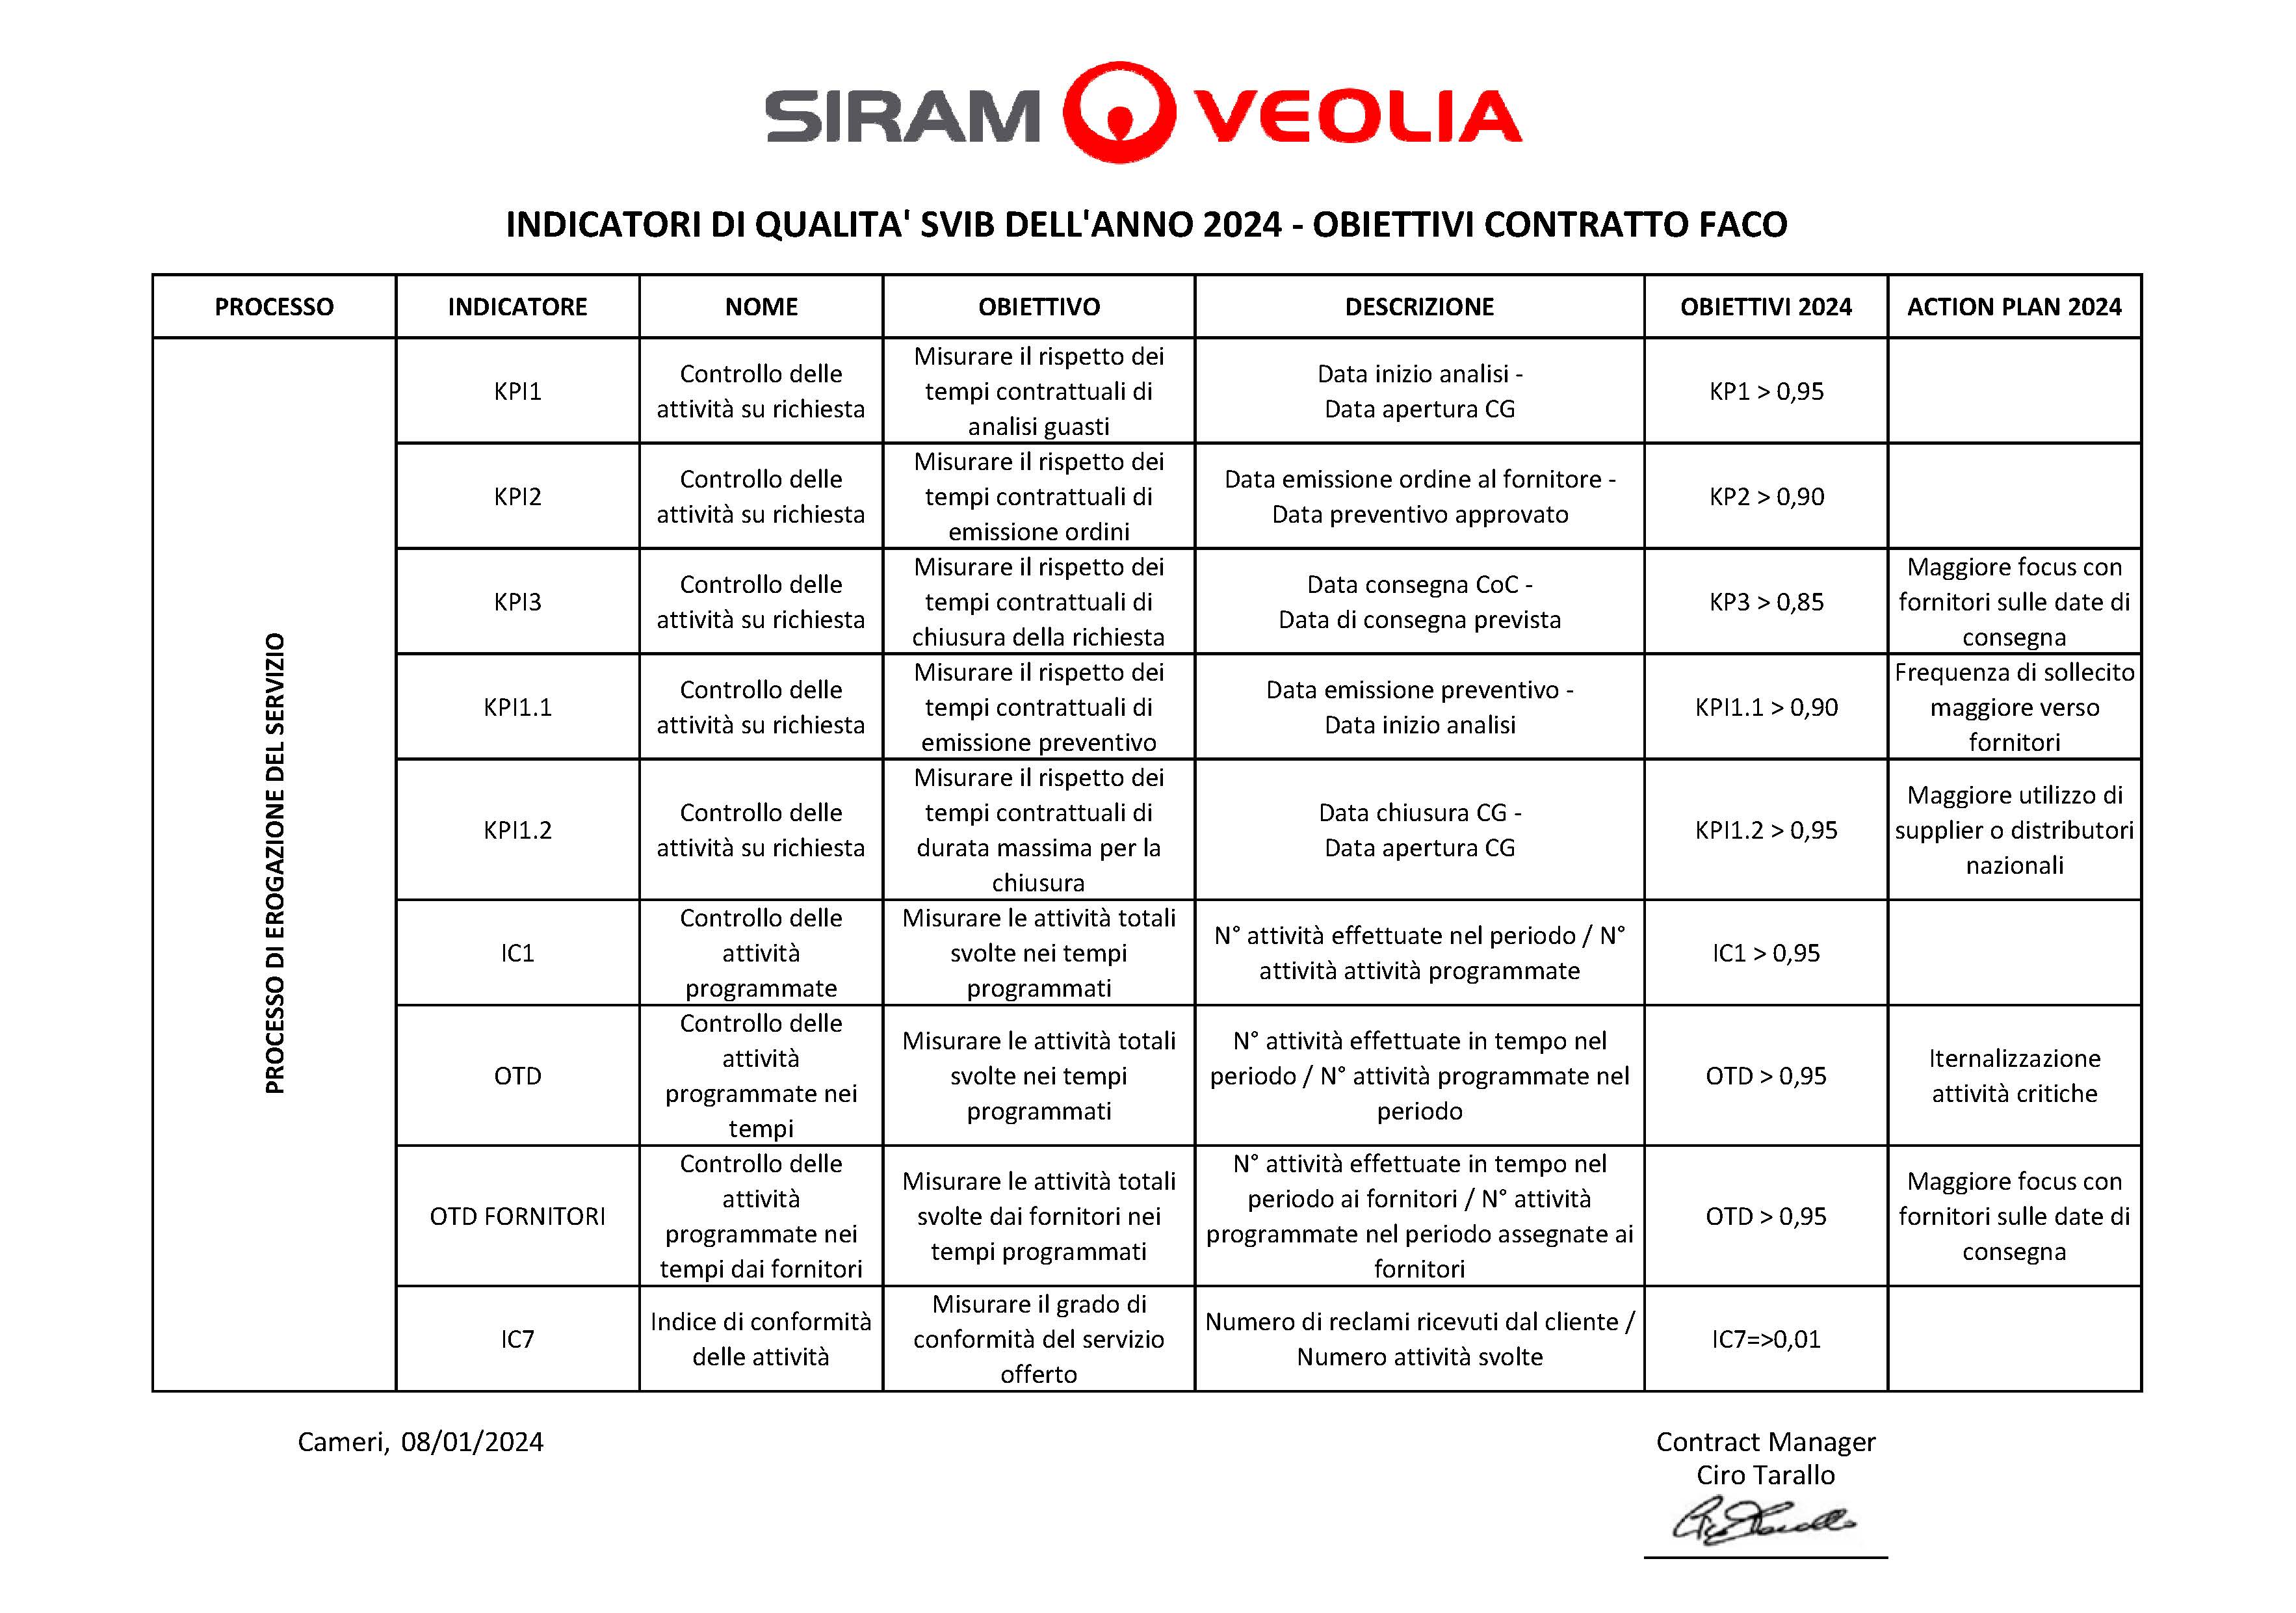 SIRAM VEOLIA
INDICATORI DI QUALITA' SVIB DELL'ANNO 2024 - OBIETTIVI CONTRATTO FACO
PROCESSO INDICATORE NOME OBIETTIVO DESCRIZIONE OBIETTIVI 2024 ACTION PLAN 2024
PROCESSO DI EROGAZIONE DEL SERVIZIO
KPI1
Controllo delle
attività su richiesta
Misurare il rispetto dei
tempi contrattuali di
analisi guasti
Data inizio analisi -
Data apertura CG
KP1 > 0,95
KPI2
Controllo delle
attività su richiesta
Misurare il rispetto dei
tempi contrattuali di
emissione ordini
Data emissione ordine al fornitore -
Data preventivo approvato
KP2 > 0,90
KPI3
Controllo delle
attività su richiesta
Misurare il rispetto dei
tempi contrattuali di
chiusura della richiesta
Data consegna CoC -
Data di consegna prevista
KP3 > 0,85
Maggiore focus con
fornitori sulle date di
consegna
KPI1.1
Controllo delle
attività su richiesta
Misurare il rispetto dei
tempi contrattuali di
emissione preventivo
Data emissione preventivo -
Data inizio analisi
KPI1.1 > 0,90
Frequenza di sollecito
maggiore verso
fornitori
KPI1.2
Controllo delle
attività su richiesta
Misurare il rispetto dei
tempi contrattuali di
durata massima per la
chiusura
Data chiusura CG -
Data apertura CG
KPI1.2 > 0,95
Maggiore utilizzo di
supplier o distributori
nazionali
IC1
Controllo delle
attività
programmate
Misurare le attività totali
svolte nei tempi
programmati
N° attività effettuate nel periodo / N°
attività attività programmate
IC1 > 0,95
OTD
Controllo delle
attività
programmate nei
tempi
Misurare le attività totali
svolte nei tempi
programmati
N° attività effettuate in tempo nel
periodo / N° attività programmate nel
periodo
OTD > 0,95
Iternalizzazione
attività critiche
OTD FORNITORI
Controllo delle
attività
programmate nei
tempi dai fornitori
Misurare le attività totali
svolte dai fornitori nei
tempi programmati
N° attività effettuate in tempo nel
periodo ai fornitori / N° attività
programmate nel periodo assegnate ai
fornitori
OTD > 0,95
Maggiore focus con
fornitori sulle date di
consegna
IC7
Indice di conformità
delle attività
Misurare il grado di
conformità del servizio
offerto
Numero di reclami ricevuti dal cliente /
Numero attività svolte
IC7=>0,01
Cameri, 08/01/2024
Contract Manager
Ciro Tarallo